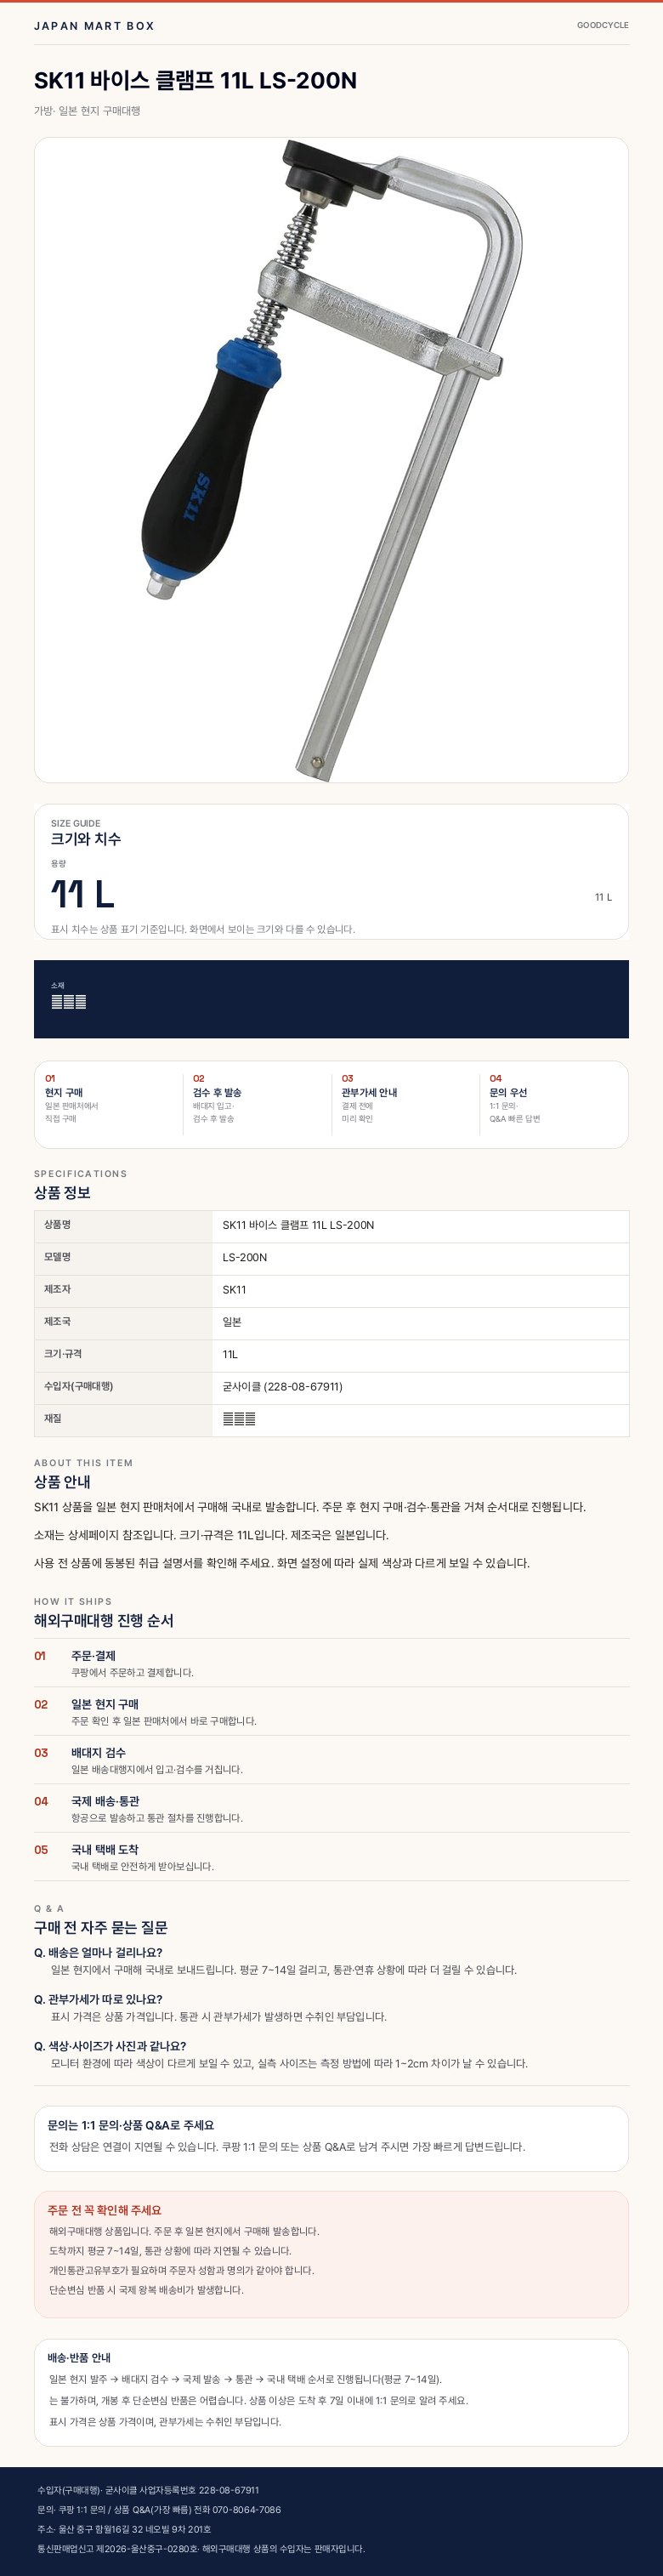 JAPAN MART BOX
GOODCYCLE
SK11 바이스 클램프 11L LS-200N
가방· 일본 현지 구매대행
SK11
SIZE GUIDE
크기와 치수
용량
11 L
11 L
표시 치수는 상품 표기 기준입니다. 화면에서 보이는 크기와 다를 수 있습니다.
소재
01
현지 구매
일본 판매처에서
직접 구매
02
검수 후 발송
배대지 입고·
검수 후 발송
03
관부가세 안내
결제 전에
미리 확인
04
문의 우선
1:1 문의·
Q&A 빠른 답변
SPECIFICATIONS
상품 정보
상품명 SK11 바이스 클램프 11L LS-200N
모델명 LS-200N
제조자 SK11
제조국 일본
크기·규격 11L
수입자(구매대행) 굳사이클 (228-08-67911)
재질
ABOUT THIS ITEM
상품 안내
SK11 상품을 일본 현지 판매처에서 구매해 국내로 발송합니다. 주문 후 현지 구매·검수·통관을 거쳐 순서대로 진행됩니다.
소재는 상세페이지 참조입니다. 크기·규격은 11L입니다. 제조국은 일본입니다.
사용 전 상품에 동봉된 취급 설명서를 확인해 주세요. 화면 설정에 따라 실제 색상과 다르게 보일 수 있습니다.
HOW IT SHIPS
해외구매대행 진행 순서
01 주문·결제
쿠팡에서 주문하고 결제합니다.
02 일본 현지 구매
주문 확인 후 일본 판매처에서 바로 구매합니다.
03 배대지 검수
일본 배송대행지에서 입고·검수를 거칩니다.
04 국제 배송·통관
항공으로 발송하고 통관 절차를 진행합니다.
05 국내 택배 도착
국내 택배로 안전하게 받아보십니다.
Q & A
구매 전 자주 묻는 질문
Q. 배송은 얼마나 걸리나요?
일본 현지에서 구매해 국내로 보내드립니다. 평균 7~14일 걸리고, 통관·연휴 상황에 따라 더 걸릴 수 있습니다.
Q. 관부가세가 따로 있나요?
표시 가격은 상품 가격입니다. 통관 시 관부가세가 발생하면 수취인 부담입니다.
Q. 색상·사이즈가 사진과 같나요?
모니터 환경에 따라 색상이 다르게 보일 수 있고, 실측 사이즈는 측정 방법에 따라 1~2cm 차이가 날 수 있습니다.
문의는 1:1 문의·상품 Q&A로 주세요
전화 상담은 연결이 지연될 수 있습니다. 쿠팡 1:1 문의 또는 상품 Q&A로 남겨 주시면 가장 빠르게 답변드립니다.
주문 전 꼭 확인해 주세요
해외구매대행 상품입니다. 주문 후 일본 현지에서 구매해 발송합니다.
도착까지 평균 7~14일, 통관 상황에 따라 지연될 수 있습니다.
개인통관고유부호가 필요하며 주문자 성함과 명의가 같아야 합니다.
단순변심 반품 시 국제 왕복 배송비가 발생합니다.
배송·반품 안내
일본 현지 발주 → 배대지 검수 → 국제 발송 → 통관 → 국내 택배 순서로 진행됩니다(평균 7~14일).
는 불가하며, 개봉 후 단순변심 반품은 어렵습니다. 상품 이상은 도착 후 7일 이내에 1:1 문의로 알려 주세요.
표시 가격은 상품 가격이며, 관부가세는 수취인 부담입니다.
수입자(구매대행)· 굳사이클 사업자등록번호 228-08-67911
문의· 쿠팡 1:1 문의 / 상품 Q&A(가장 빠름) 전화 070-8064-7086
주소· 울산 중구 함월16길 32 네오빌 9차 201호
통신판매업신고 제2026-울산중구-0280호· 해외구매대행 상품의 수입자는 판매자입니다.